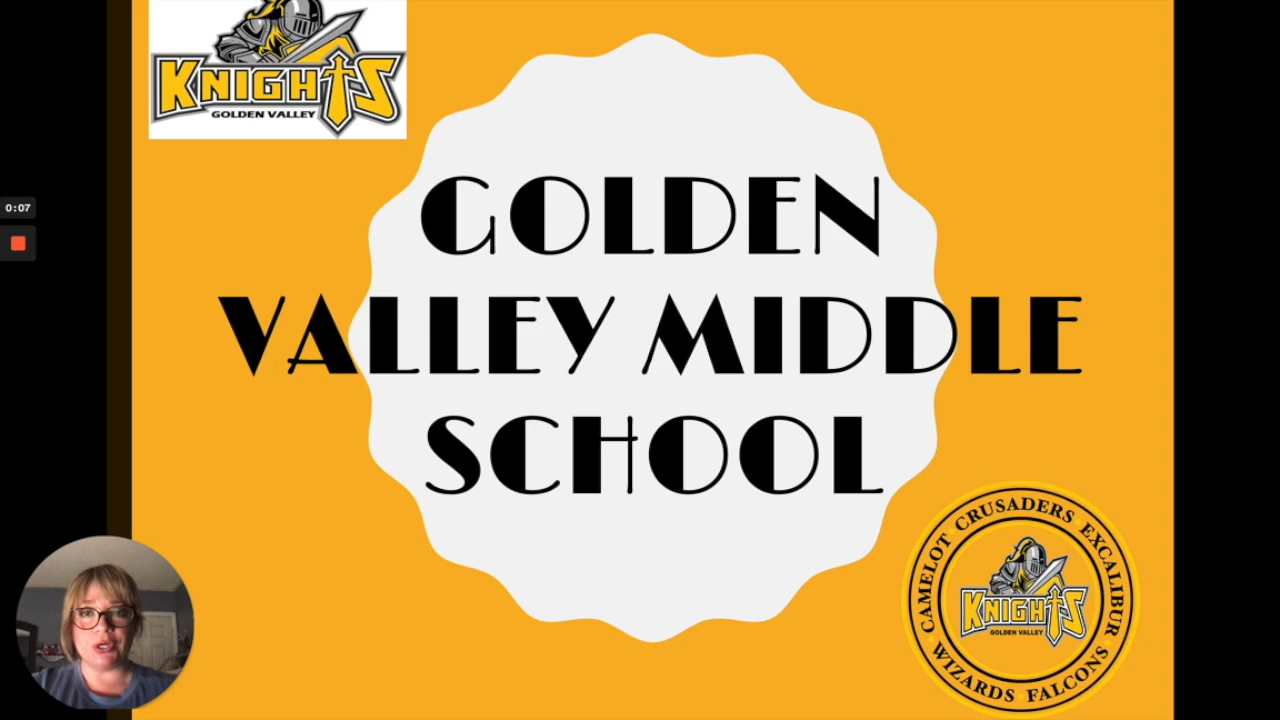 KNIGHTS
GOLDEN VALLEY
0:07
GOLDEN
VALLEY MIDDLE
SCHOOL
CAMELOT CRUSADERS EXCALIBUR
KNIGHTS
GOLDEN VALLEY
WIZARDS FALCONS